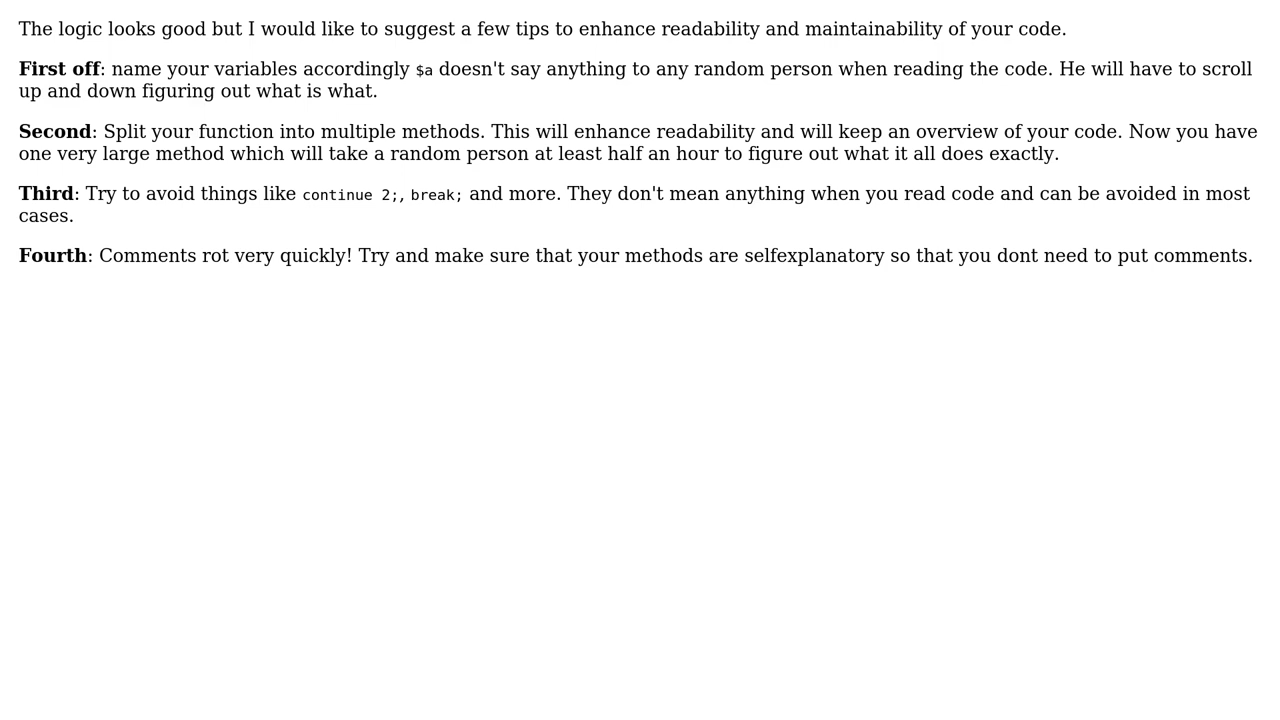 The logic looks good but I would like to suggest a few tips to enhance readability and maintainability of your code.
First off: name your variables accordingly $a doesn't say anything to any random person when reading the code. He will have to scroll
up and down figuring out what is what.
Second: Split your function into multiple methods. This will enhance readability and will keep an overview of your code. Now you have
one very large method which will take a random person at least half an hour to figure out what it all does exactly.
Third: Try to avoid things like continue 2;, break; and more. They don't mean anything when you read code and can be avoided in most
cases.
Fourth: Comments rot very quickly! Try and make sure that your methods are selfexplanatory so that you dont need to put comments.